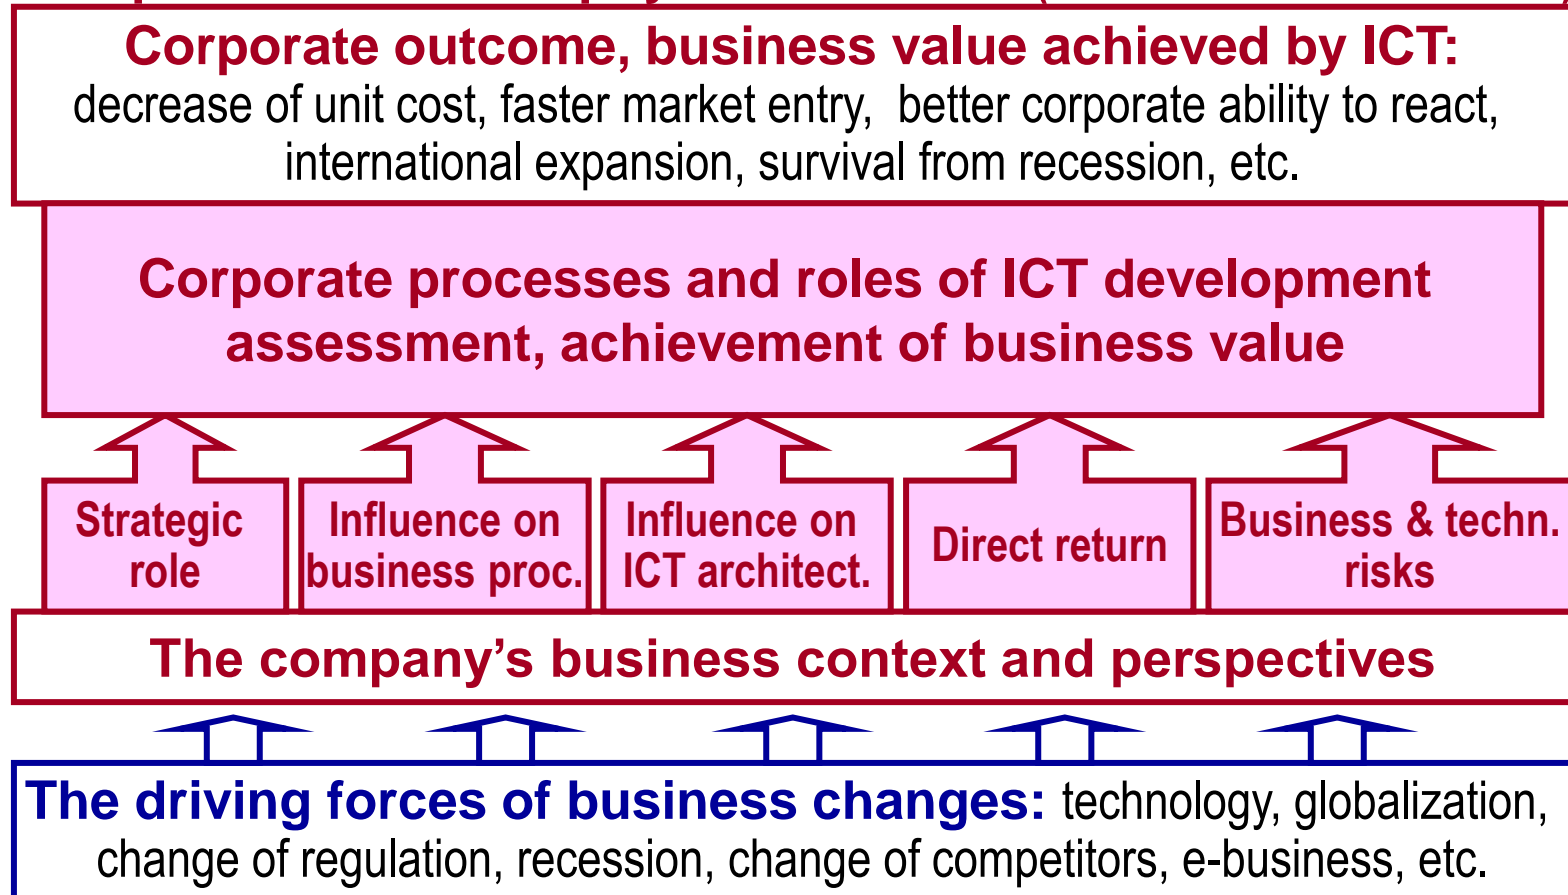 Corporate outcome, business value achieved by ICT:
decrease of unit cost, faster market entry, better corporate ability to react,
international expansion, survival from recession, etc.
Corporate processes and roles of ICT development
assessment, achievement of business value
Strategic
role
Influence on
business proc.
Influence on
ICT architect.
Direct return
Business & techn.
risks
The company’s business context and perspectives
The driving forces of business changes: technology, globalization,
change of regulation, recession, change of competitors, e-business, etc.